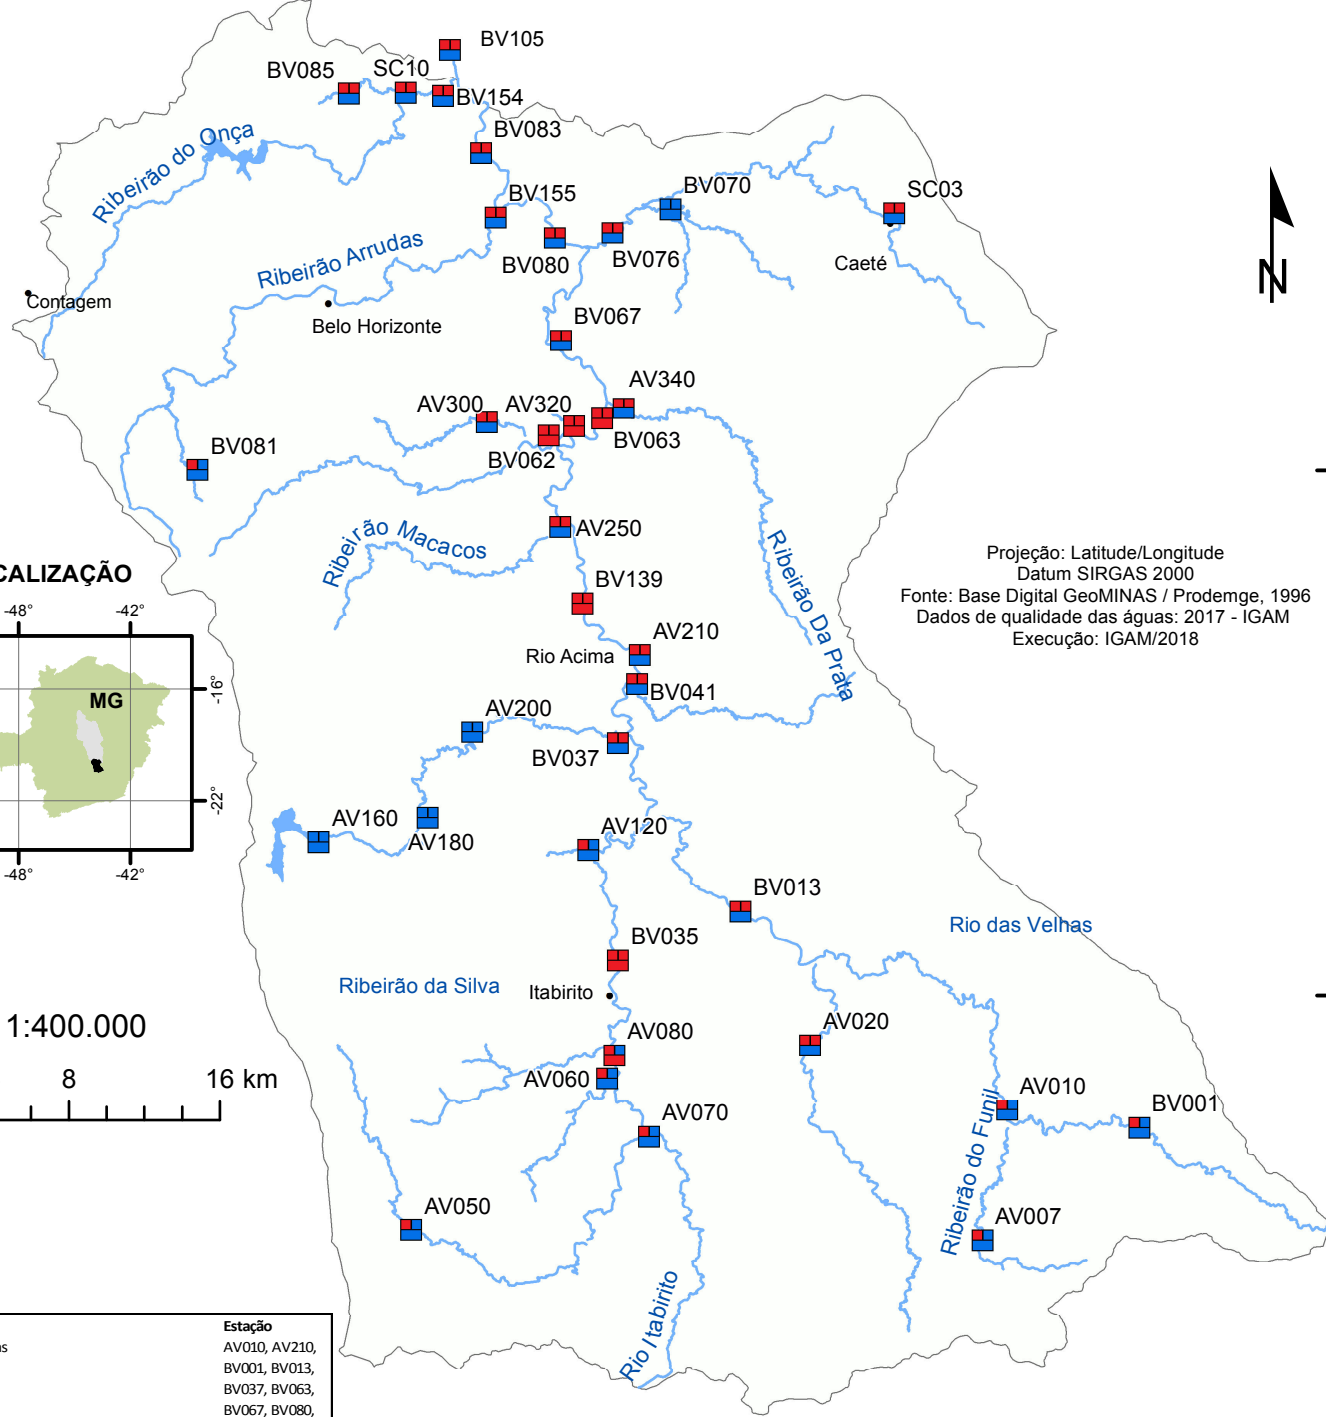 BV105
BV085
SC10
BV154
BV083
Ribeirão do Onça
BV155
BV070
SC03
Ribeirão Arrudas
BV080
BV076
Caeté
Contagem
Belo Horizonte
N
BV067
AV340
AV300
AV320
BV063
BV062
BV081
AV250
Ribeirão Macacos
Ribeirão Da Prata
Projeção: Latitude/Longitude
Datum SIRGAS 2000
Fonte: Base Digital GeoMINAS / Prodemge, 1996
Dados de qualidade das águas: 2017 - IGAM
Execução: IGAM/2018
CALIZAÇÃO
-48°
-42°
MG
-16°
-22°
-48°
-42°
BV139
AV210
Rio Acima
BV041
AV200
BV037
AV160
AV180
AV120
BV013
Rio das Velhas
BV035
Ribeirão da Silva
Itabirito
1:400.000
8
16 km
AV080
AV020
AV060
AV010
BV001
AV070
Ribeirão do Funil
AV050
AV007
Rio Itabirito
Estação
as
AV010, AV210,
BV001, BV013,
BV037, BV063,
BV067, BV080,